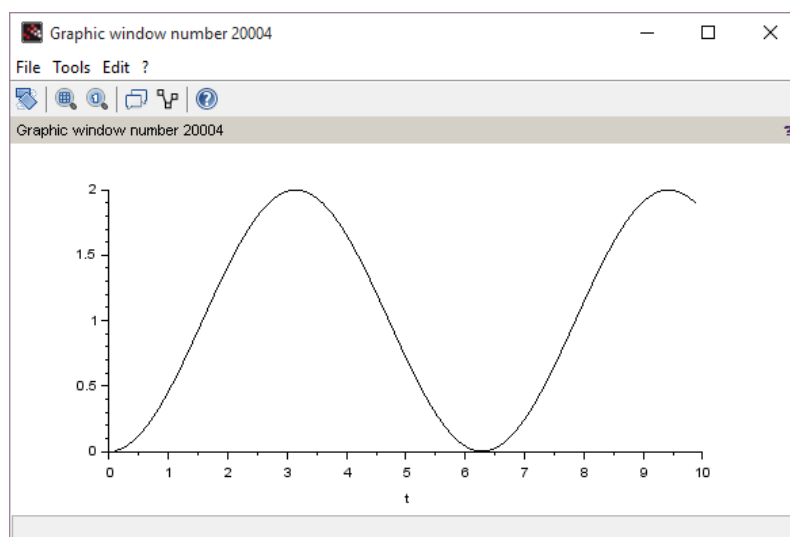 Graphic window number 20004
File Tools Edit ?
Graphic window number 20004 ?
2
1.5
1
0.5
0
0 1 2 3 4 5 6 7 8 9 10
t